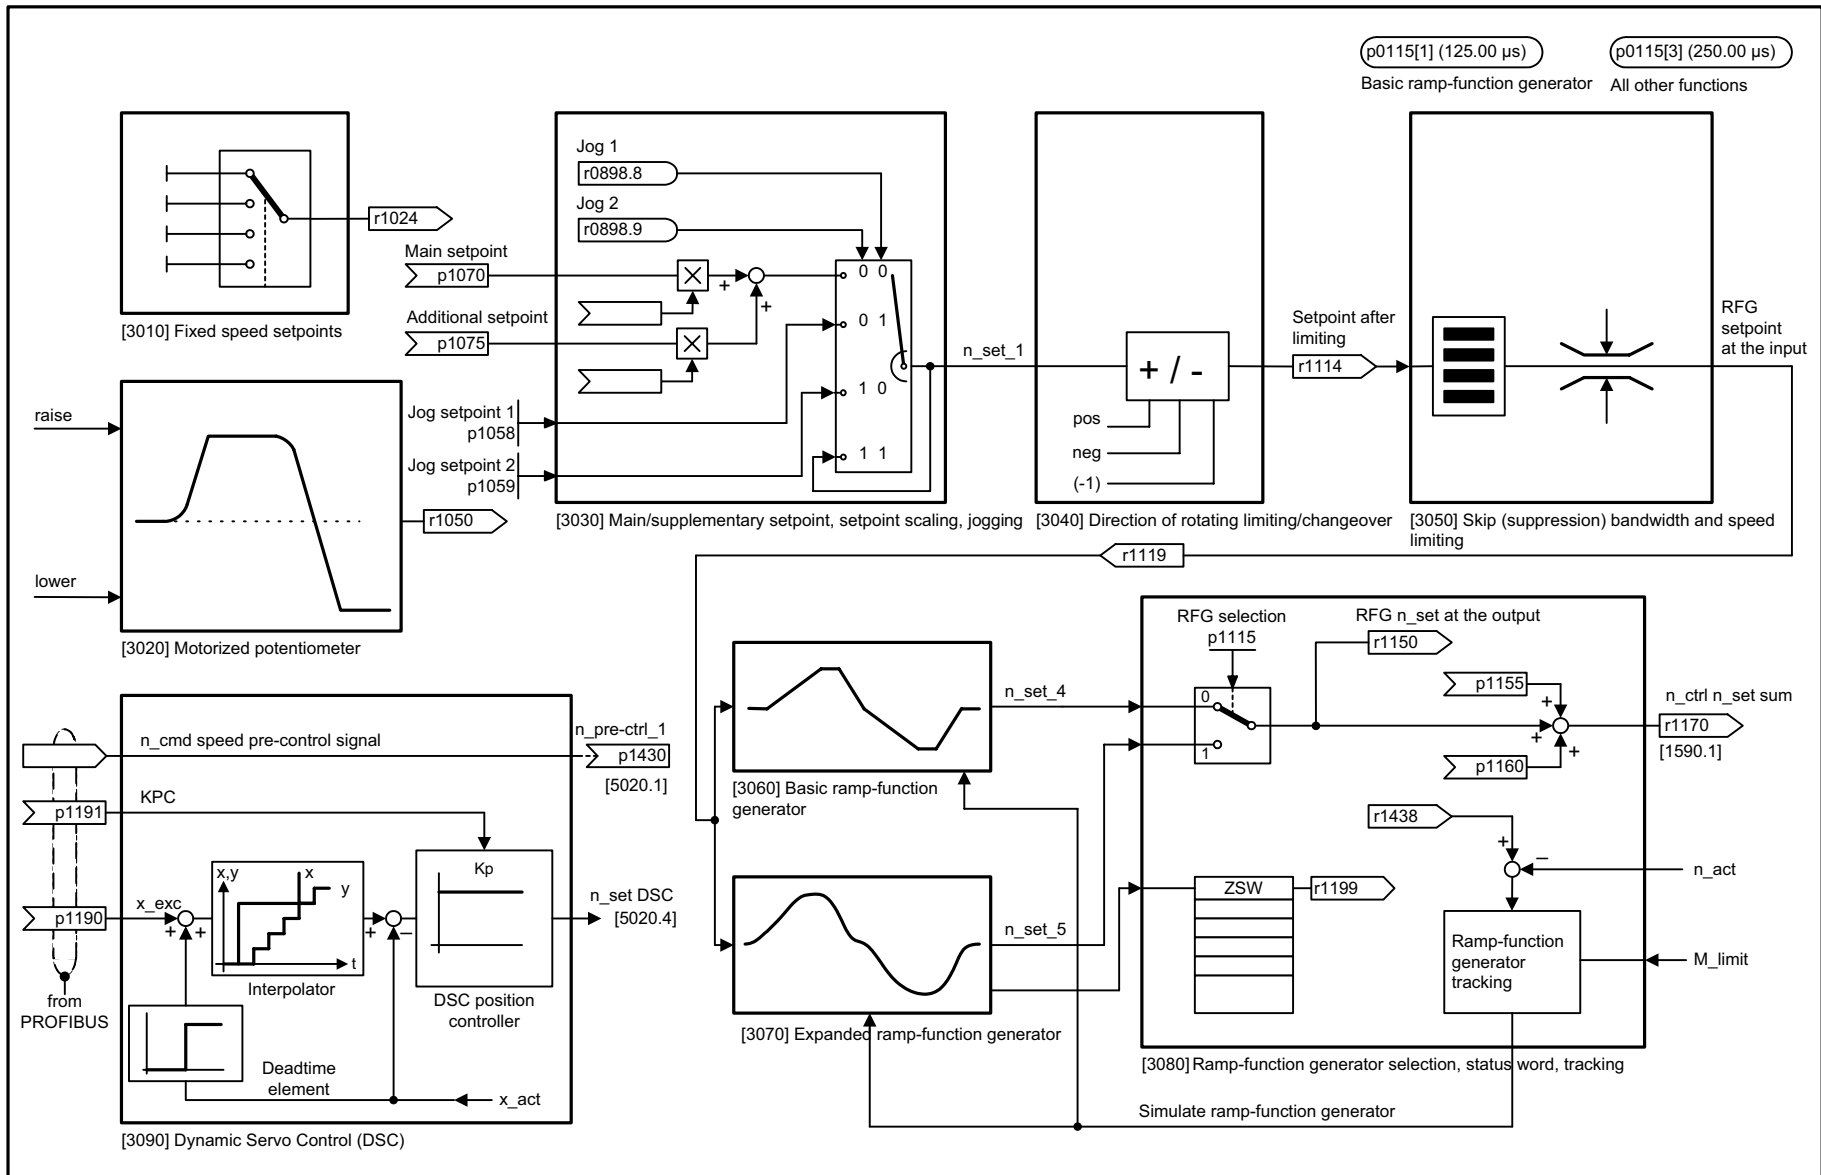 p0115[1] (125.00 µs)
Basic ramp-function generator
p0115[3] (250.00 µs)
All other functions
r1024
[3010] Fixed speed setpoints
raise
lower
r1050
[3020] Motorized potentiometer
Jog 1
r0898.8
Jog 2
r0898.9
Main setpoint
p1070
+
Additional setpoint
p1075
+
Jog setpoint 1
p1058
Jog setpoint 2
p1059
0 0
0 1
1 0
1 1
[3030] Main/supplementary setpoint, setpoint scaling, jogging
n_set_1
+ / -
pos
neg
(-1)
[3040] Direction of rotating limiting/changeover
Setpoint after
limiting
r1114
[3050] Skip (suppression) bandwidth and speed
limiting
RFG
setpoint
at the input
r1119
n_cmd speed pre-control signal
n_pre-ctrl_1
p1430
[5020.1]
p1191
KPC
p1190
x_exc
+
+
x,y
x
y
t
Interpolator
+
–
Kp
DSC position
controller
n_set DSC
[5020.4]
from
PROFIBUS
Deadtime
element
x_act
[3090] Dynamic Servo Control (DSC)
n_set_4
[3060] Basic ramp-function
generator
n_set_5
[3070] Expanded ramp-function generator
RFG selection
p1115
0
1
RFG n_set at the output
r1150
p1155
+
+
p1160
+
n_ctrl n_set sum
r1170
[1590.1]
r1438
+
–
n_act
ZSW
r1199
Ramp-function
generator
tracking
M_limit
[3080] Ramp-function generator selection, status word, tracking
Simulate ramp-function generator